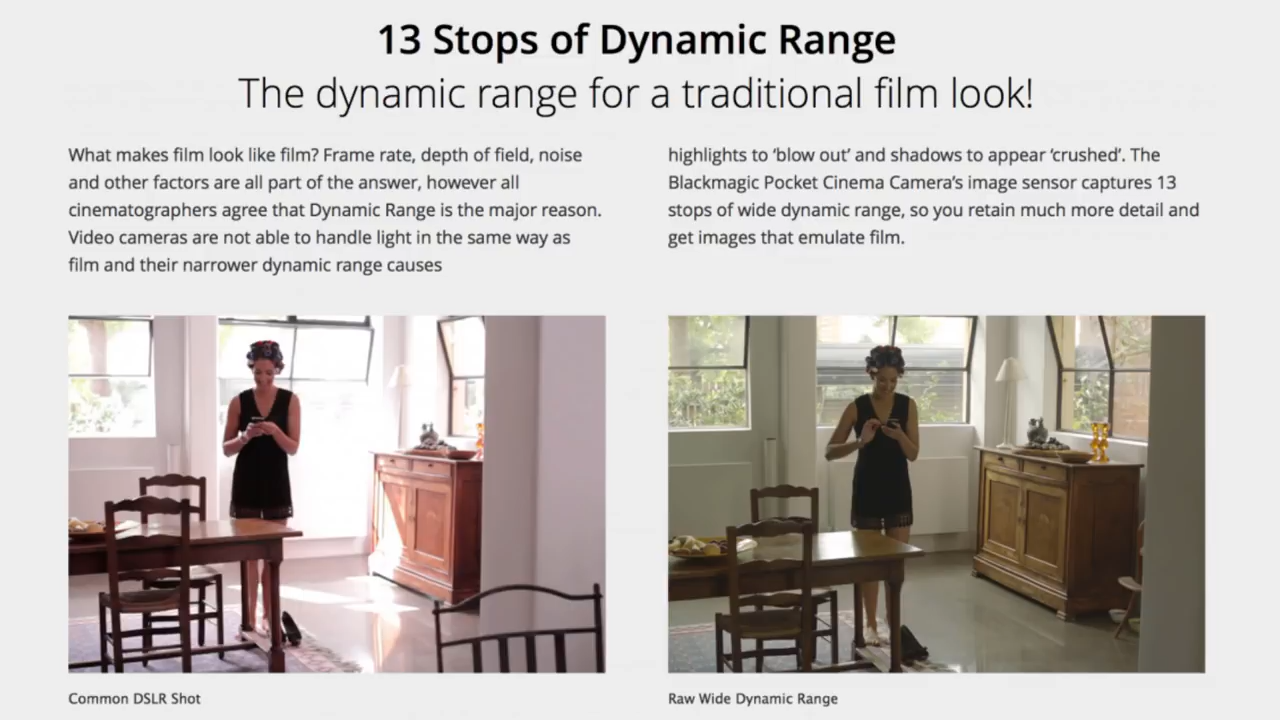 13 Stops of Dynamic Range
The dynamic range for a traditional film look!
What makes film look like film? Frame rate, depth of field, noise
and other factors are all part of the answer, however all
cinematographers agree that Dynamic Range is the major reason.
Video cameras are not able to handle light in the same way as
film and their narrower dynamic range causes
highlights to ‘blow out’ and shadows to appear ‘crushed’. The
Blackmagic Pocket Cinema Camera’s image sensor captures 13
stops of wide dynamic range, so you retain much more detail and
get images that emulate film.
Common DSLR Shot
Raw Wide Dynamic Range